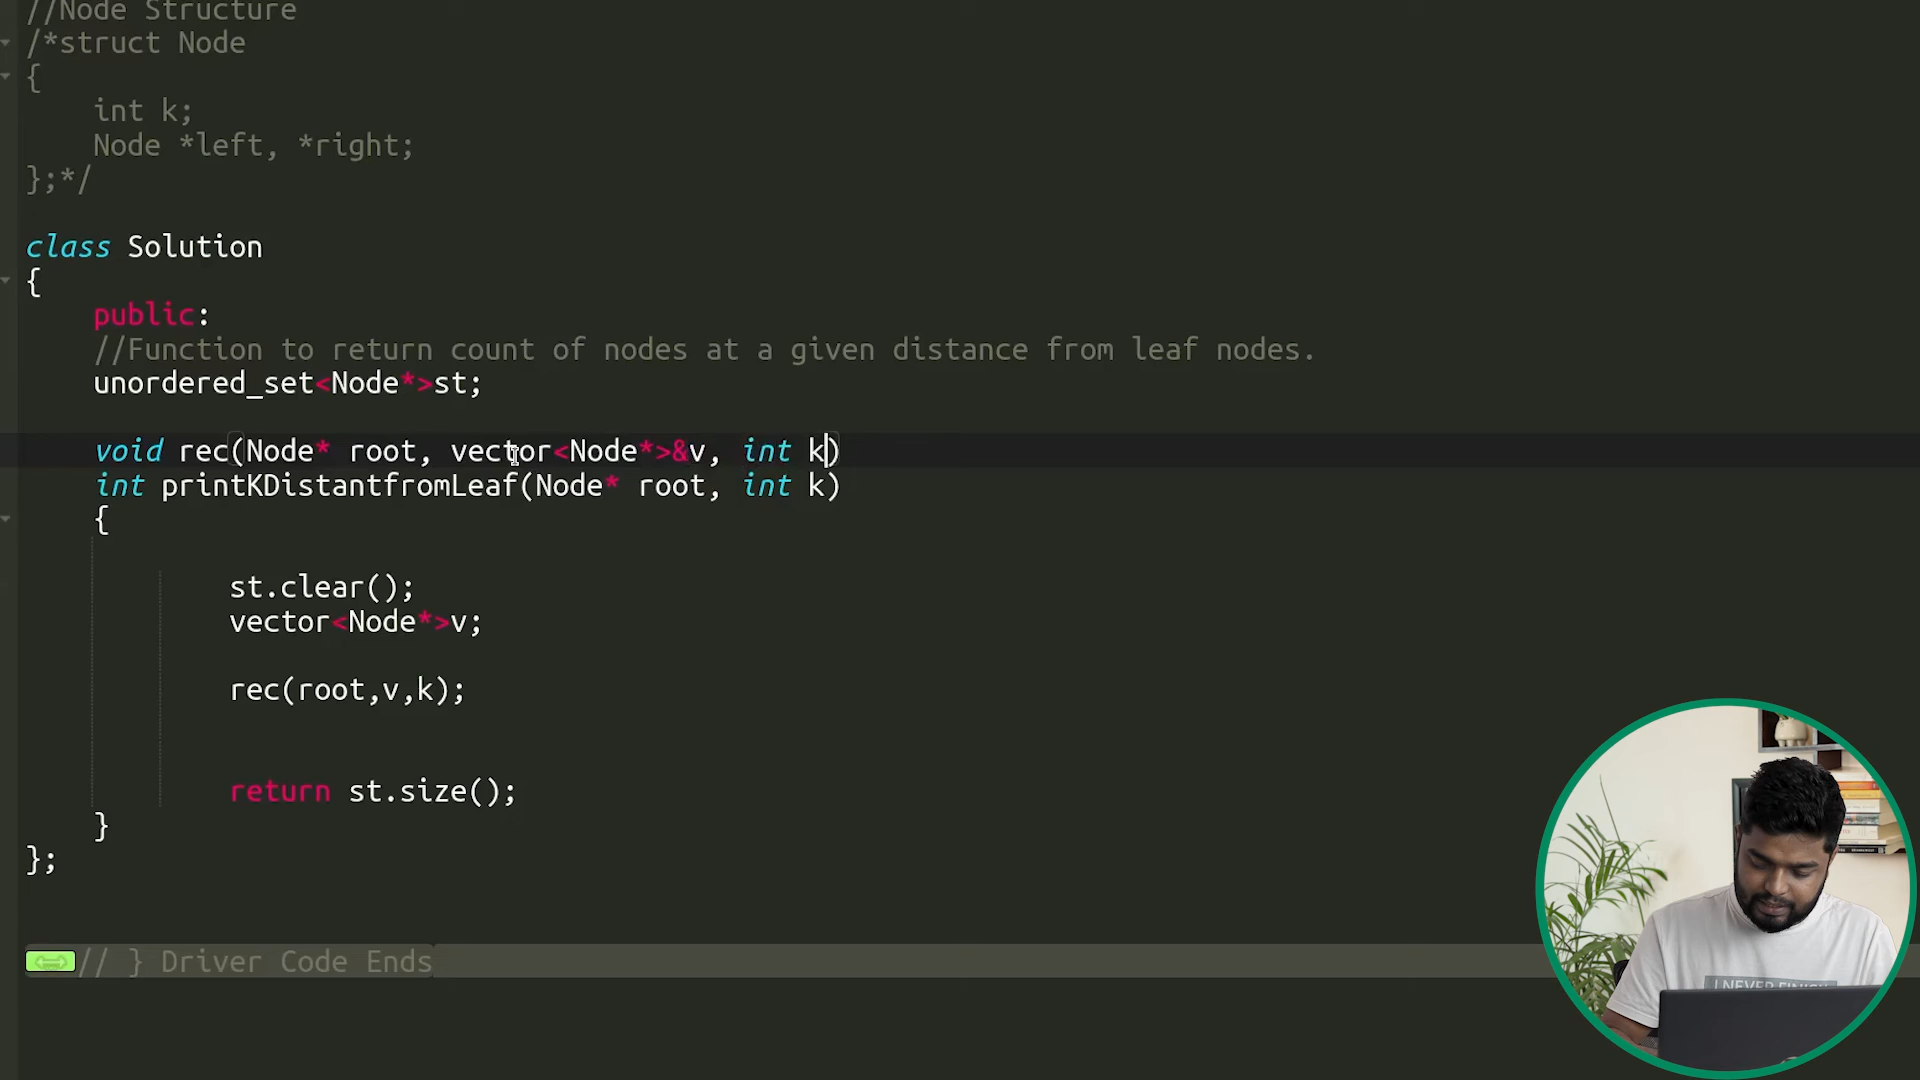 //Node Structure
/*struct Node
{
    int k;
    Node *left, *right;
};*/
class Solution
{
    public:
    //Function to return count of nodes at a given distance from leaf nodes.
    unordered_set<Node*>st;
    void rec(Node* root, vector<Node*>&v, int k)
    int printKDistantfromLeaf(Node* root, int k)
    {
            st.clear();
            vector<Node*>v;
            rec(root,v,k);
            return st.size();
    }
};
// } Driver Code Ends
I NEVER FINISH